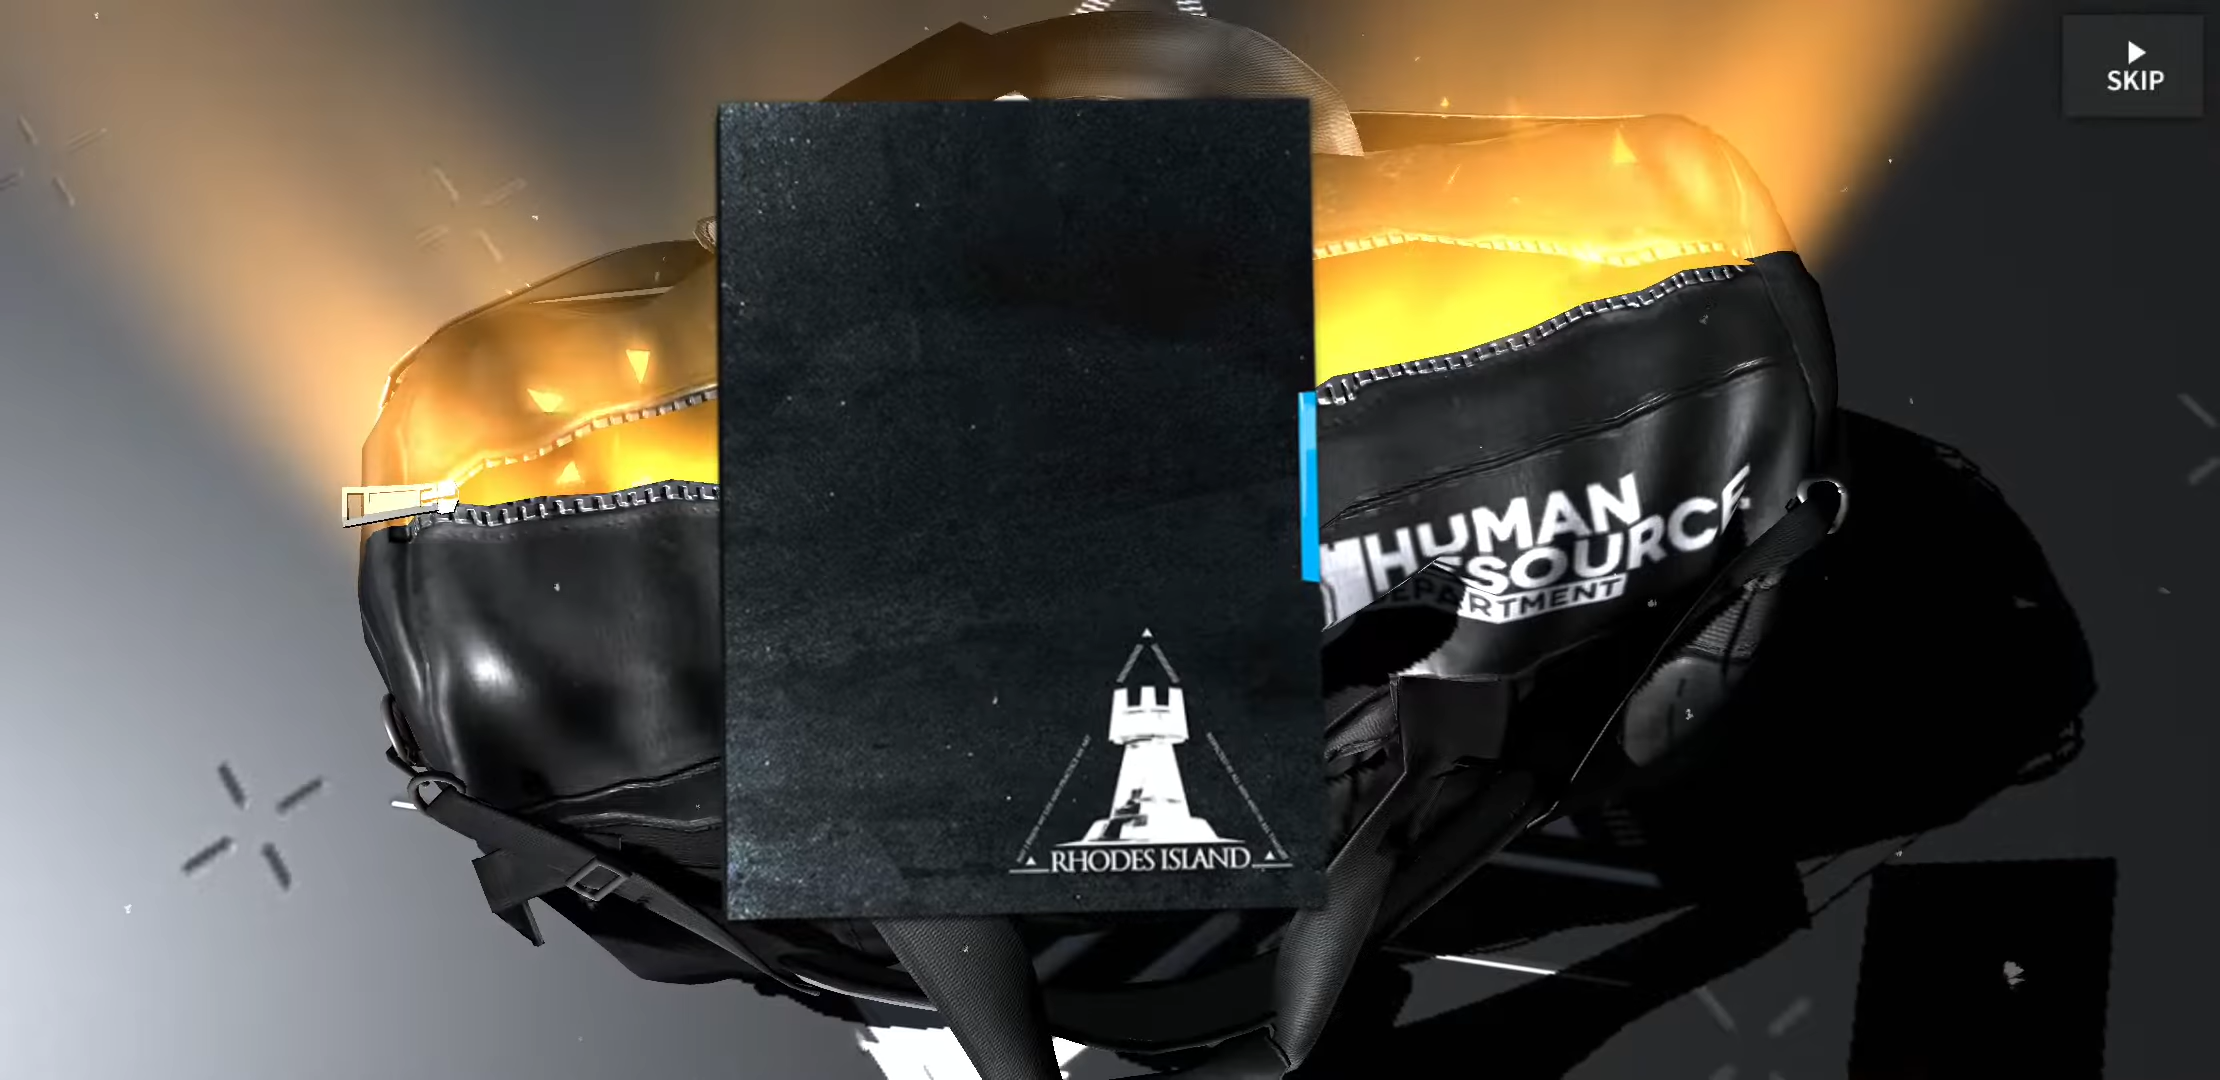 SKIP
HUMAN
RESOURCE
DEPARTMENT
RHODES ISLAND